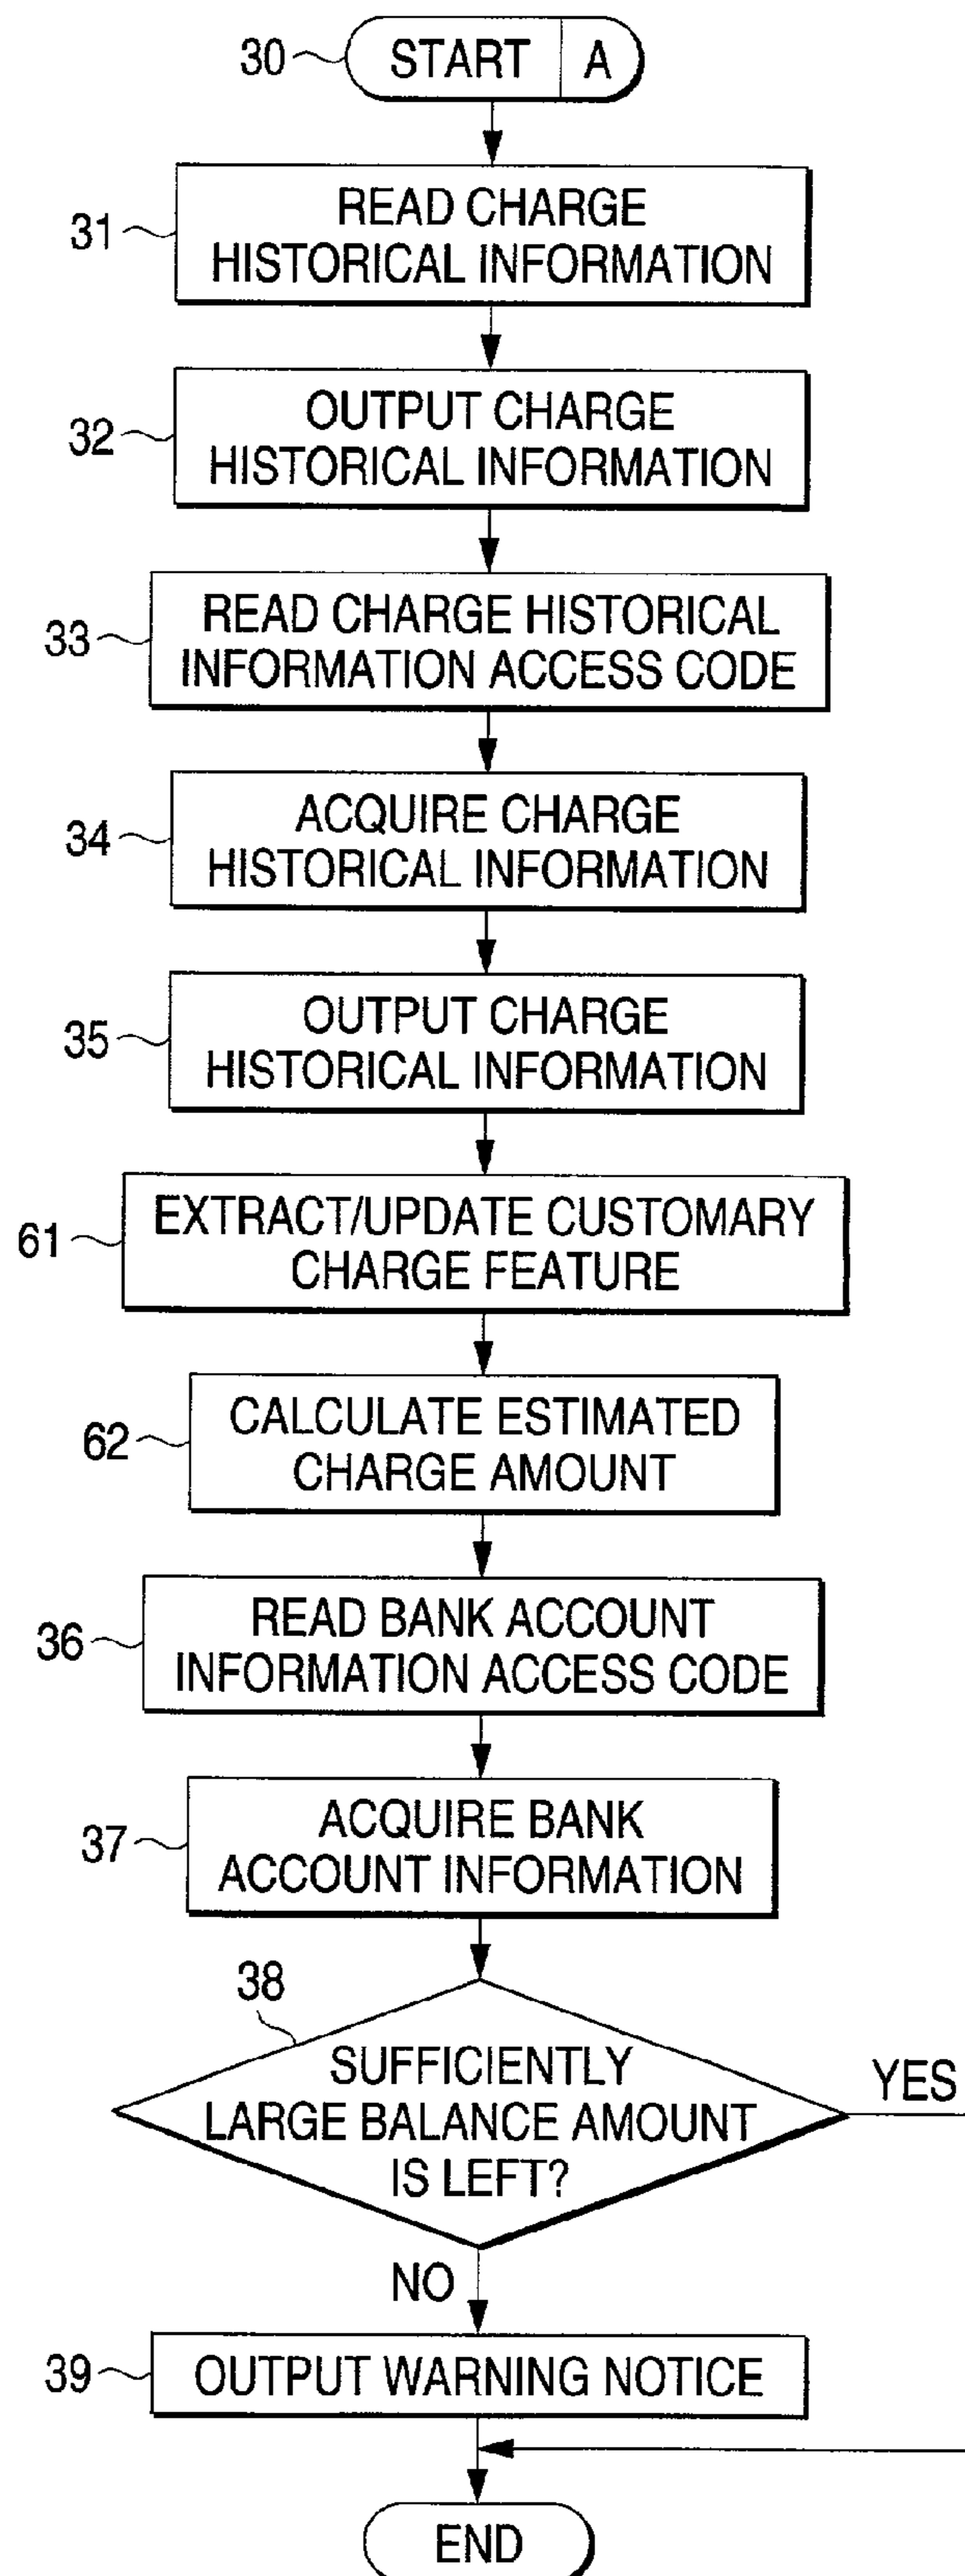 30
START A
31
READ CHARGE
HISTORICAL INFORMATION
32
OUTPUT CHARGE
HISTORICAL INFORMATION
33
READ CHARGE HISTORICAL
INFORMATION ACCESS CODE
34
ACQUIRE CHARGE
HISTORICAL INFORMATION
35
OUTPUT CHARGE
HISTORICAL INFORMATION
61
EXTRACT/UPDATE CUSTOMARY
CHARGE FEATURE
62
CALCULATE ESTIMATED
CHARGE AMOUNT
36
READ BANK ACCOUNT
INFORMATION ACCESS CODE
37
ACQUIRE BANK
ACCOUNT INFORMATION
38
SUFFICIENTLY
LARGE BALANCE AMOUNT
IS LEFT?
YES
NO
39
OUTPUT WARNING NOTICE
END